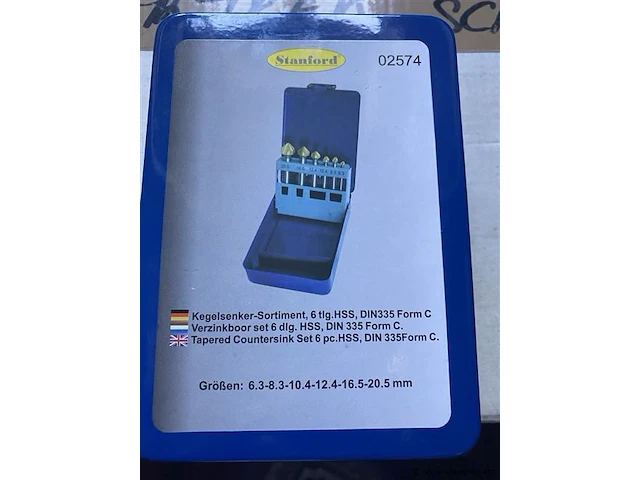 SC
Stanford
02574
Kegelsenker-Sortiment, 6 tlg.HSS, DIN335 Form C
Verzinkboor set 6 dlg. HSS, DIN 335 Form C.
Tapered Countersink Set 6 pc.HSS, DIN 335Form C.
Größen: 6.3-8.3-10.4-12.4-16.5-20.5 mm